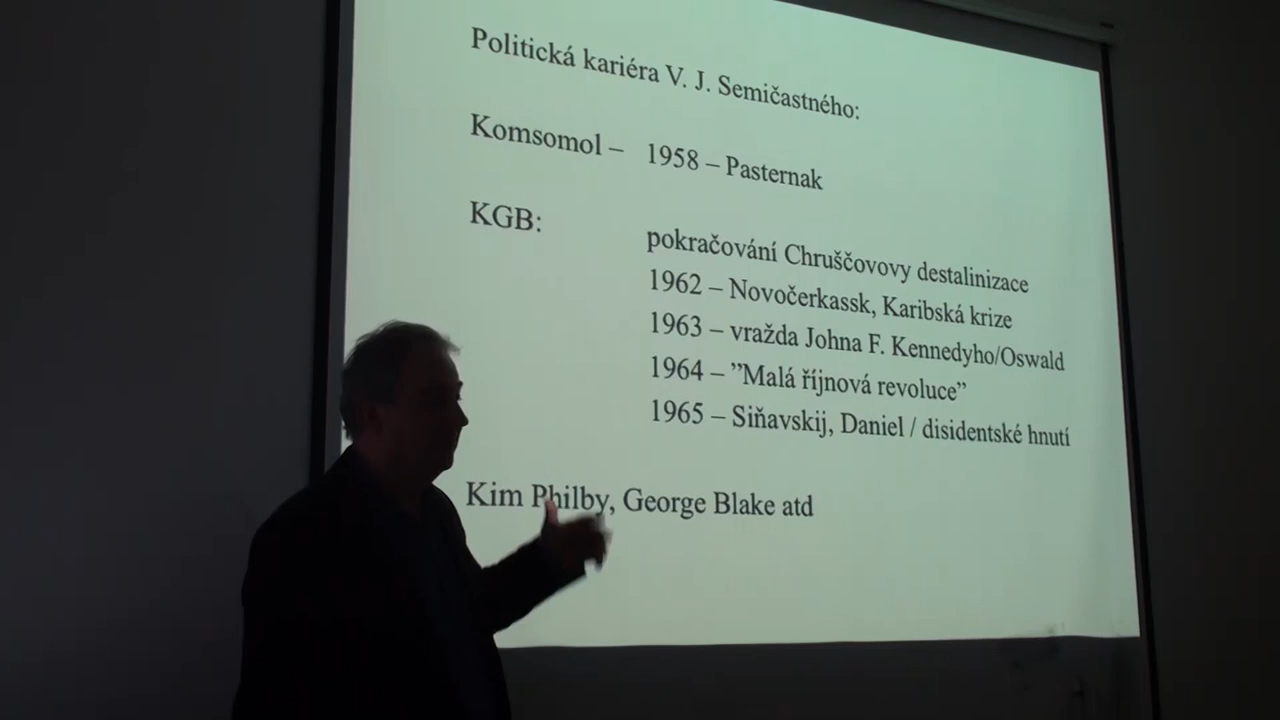 Politická kariéra V. J. Semičastného:
Komsomol – 1958 – Pasternak
KGB:
pokračování Chruščovovy destalinizace
1962 – Novočerkassk, Karibská krize
1963 – vražda Johna F. Kennedyho/Oswald
1964 – ”Malá říjnová revoluce”
1965 – Siňavskij, Daniel / disidentské hnutí
Kim Philby, George Blake atd